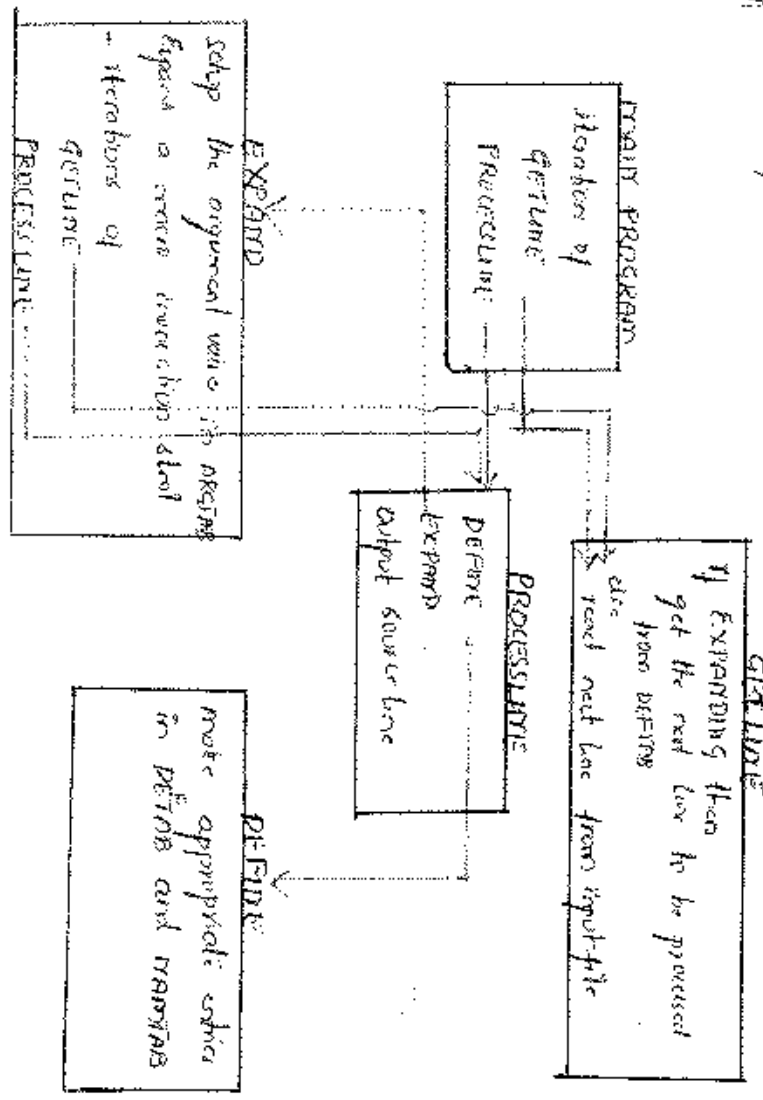 MAIN PROGRAM
iteration of
GETLINE
PROCESSLINE
GETLINE
If EXPANDING then
get the next line to be processed
from DEFTAB
else
read next line from input file
PROCESSLINE
DEFINE
EXPAND
output source line
EXPAND
setup the argument value in ARGTAB
Expand a macro invocation stmt
- iterations of
GETLINE
PROCESSLINE
DEFINE
make appropriate entries
in DEFTAB and NAMTAB